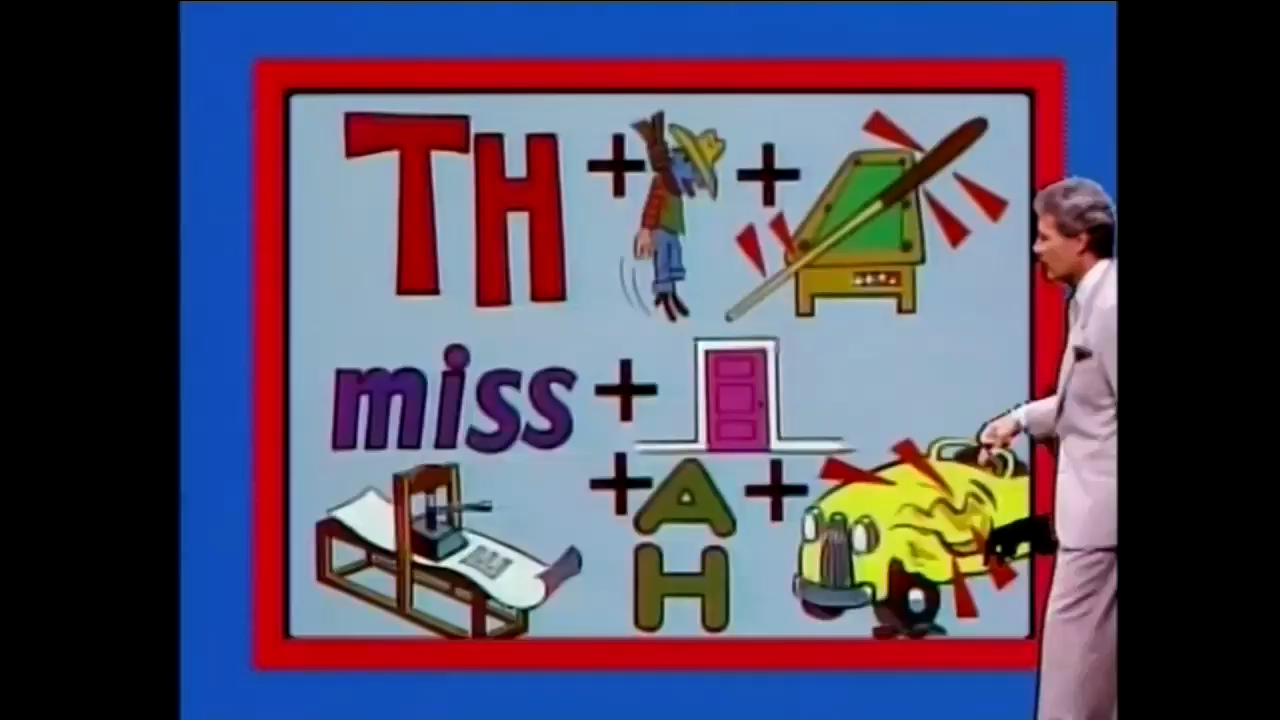 TH + +
miss +
+ A +
H